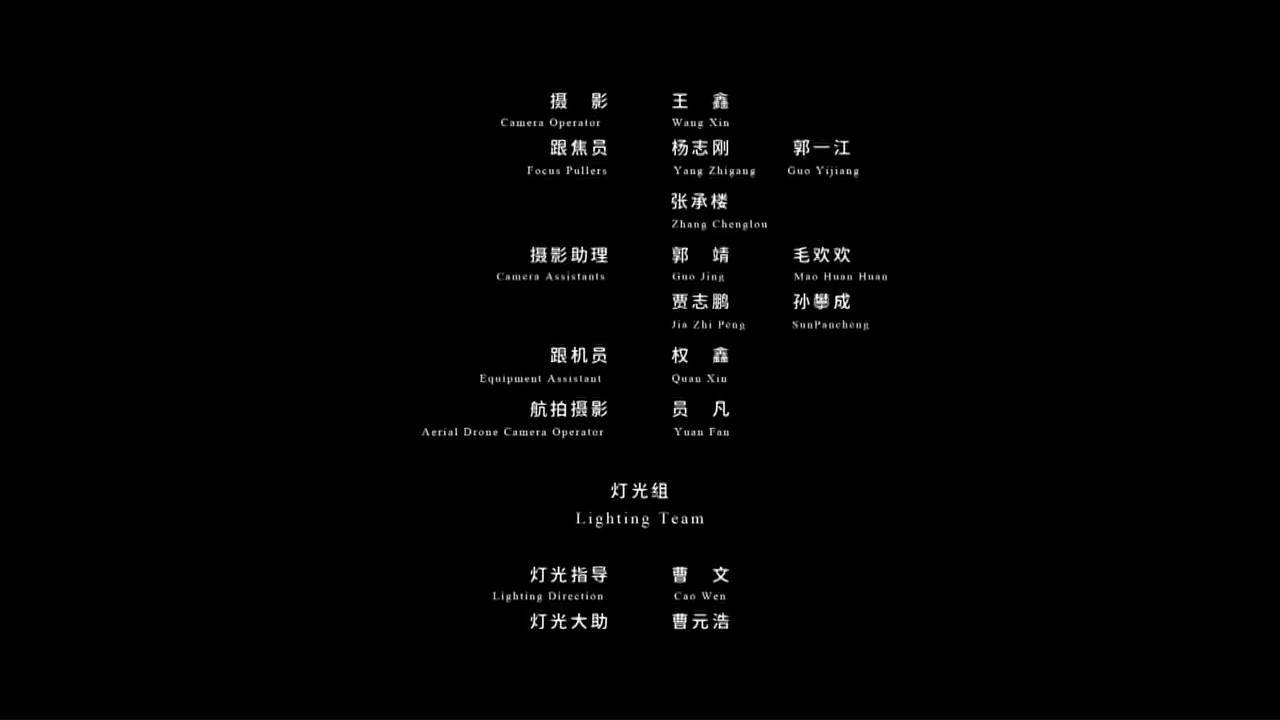 摄 影 王 鑫
Camera Operator Wang Xin
跟焦员 杨志刚 郭一江
Focus Pullers Yang Zhigang Guo Yijiang
张承楼
Zhang Chenglou
摄影助理 郭 靖 毛欢欢
Camera Assistants Guo Jing Mao Huan Huan
贾志鹏 孙攀成
Jia Zhi Peng SunPancheng
跟机员 权 鑫
Equipment Assistant Quan Xin
航拍摄影 员 凡
Aerial Drone Camera Operator Yuan Fan
灯光组
Lighting Team
灯光指导 曹 文
Lighting Direction Cao Wen
灯光大助 曹元浩